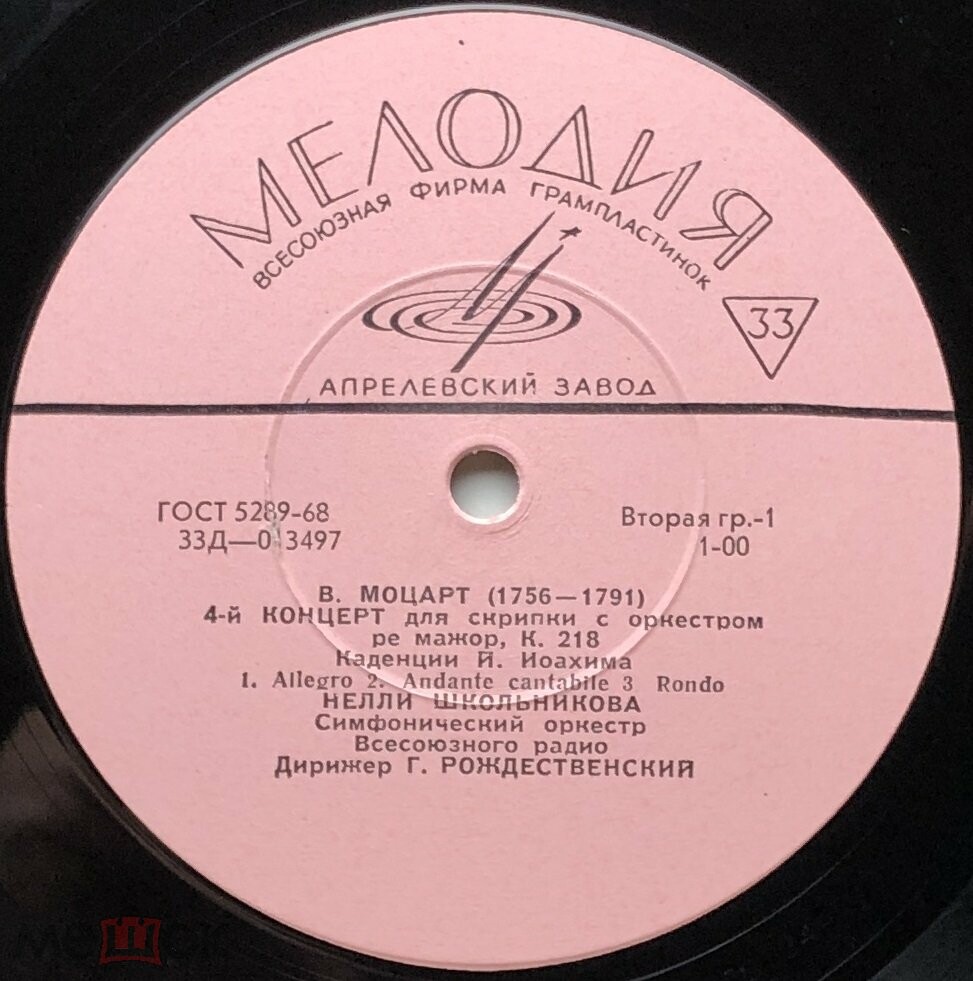 МЕЛОДИЯ
ВСЕСОЮЗНАЯ ФИРМА ГРАМПЛАСТИНОК
33
АПРЕЛЕВСКИЙ ЗАВОД
ГОСТ 5289-68
Вторая гр.-1
33Д—013497
1-00
В. МОЦАРТ (1756—1791)
4-й КОНЦЕРТ для скрипки с оркестром
ре мажор, К. 218
Каденции Й. Иоахима
1. Allegro 2. Andante cantabile 3 Rondo
НЕЛЛИ ШКОЛЬНИКОВА
Симфонический оркестр
Всесоюзного радио
Дирижер Г. РОЖДЕСТВЕНСКИЙ